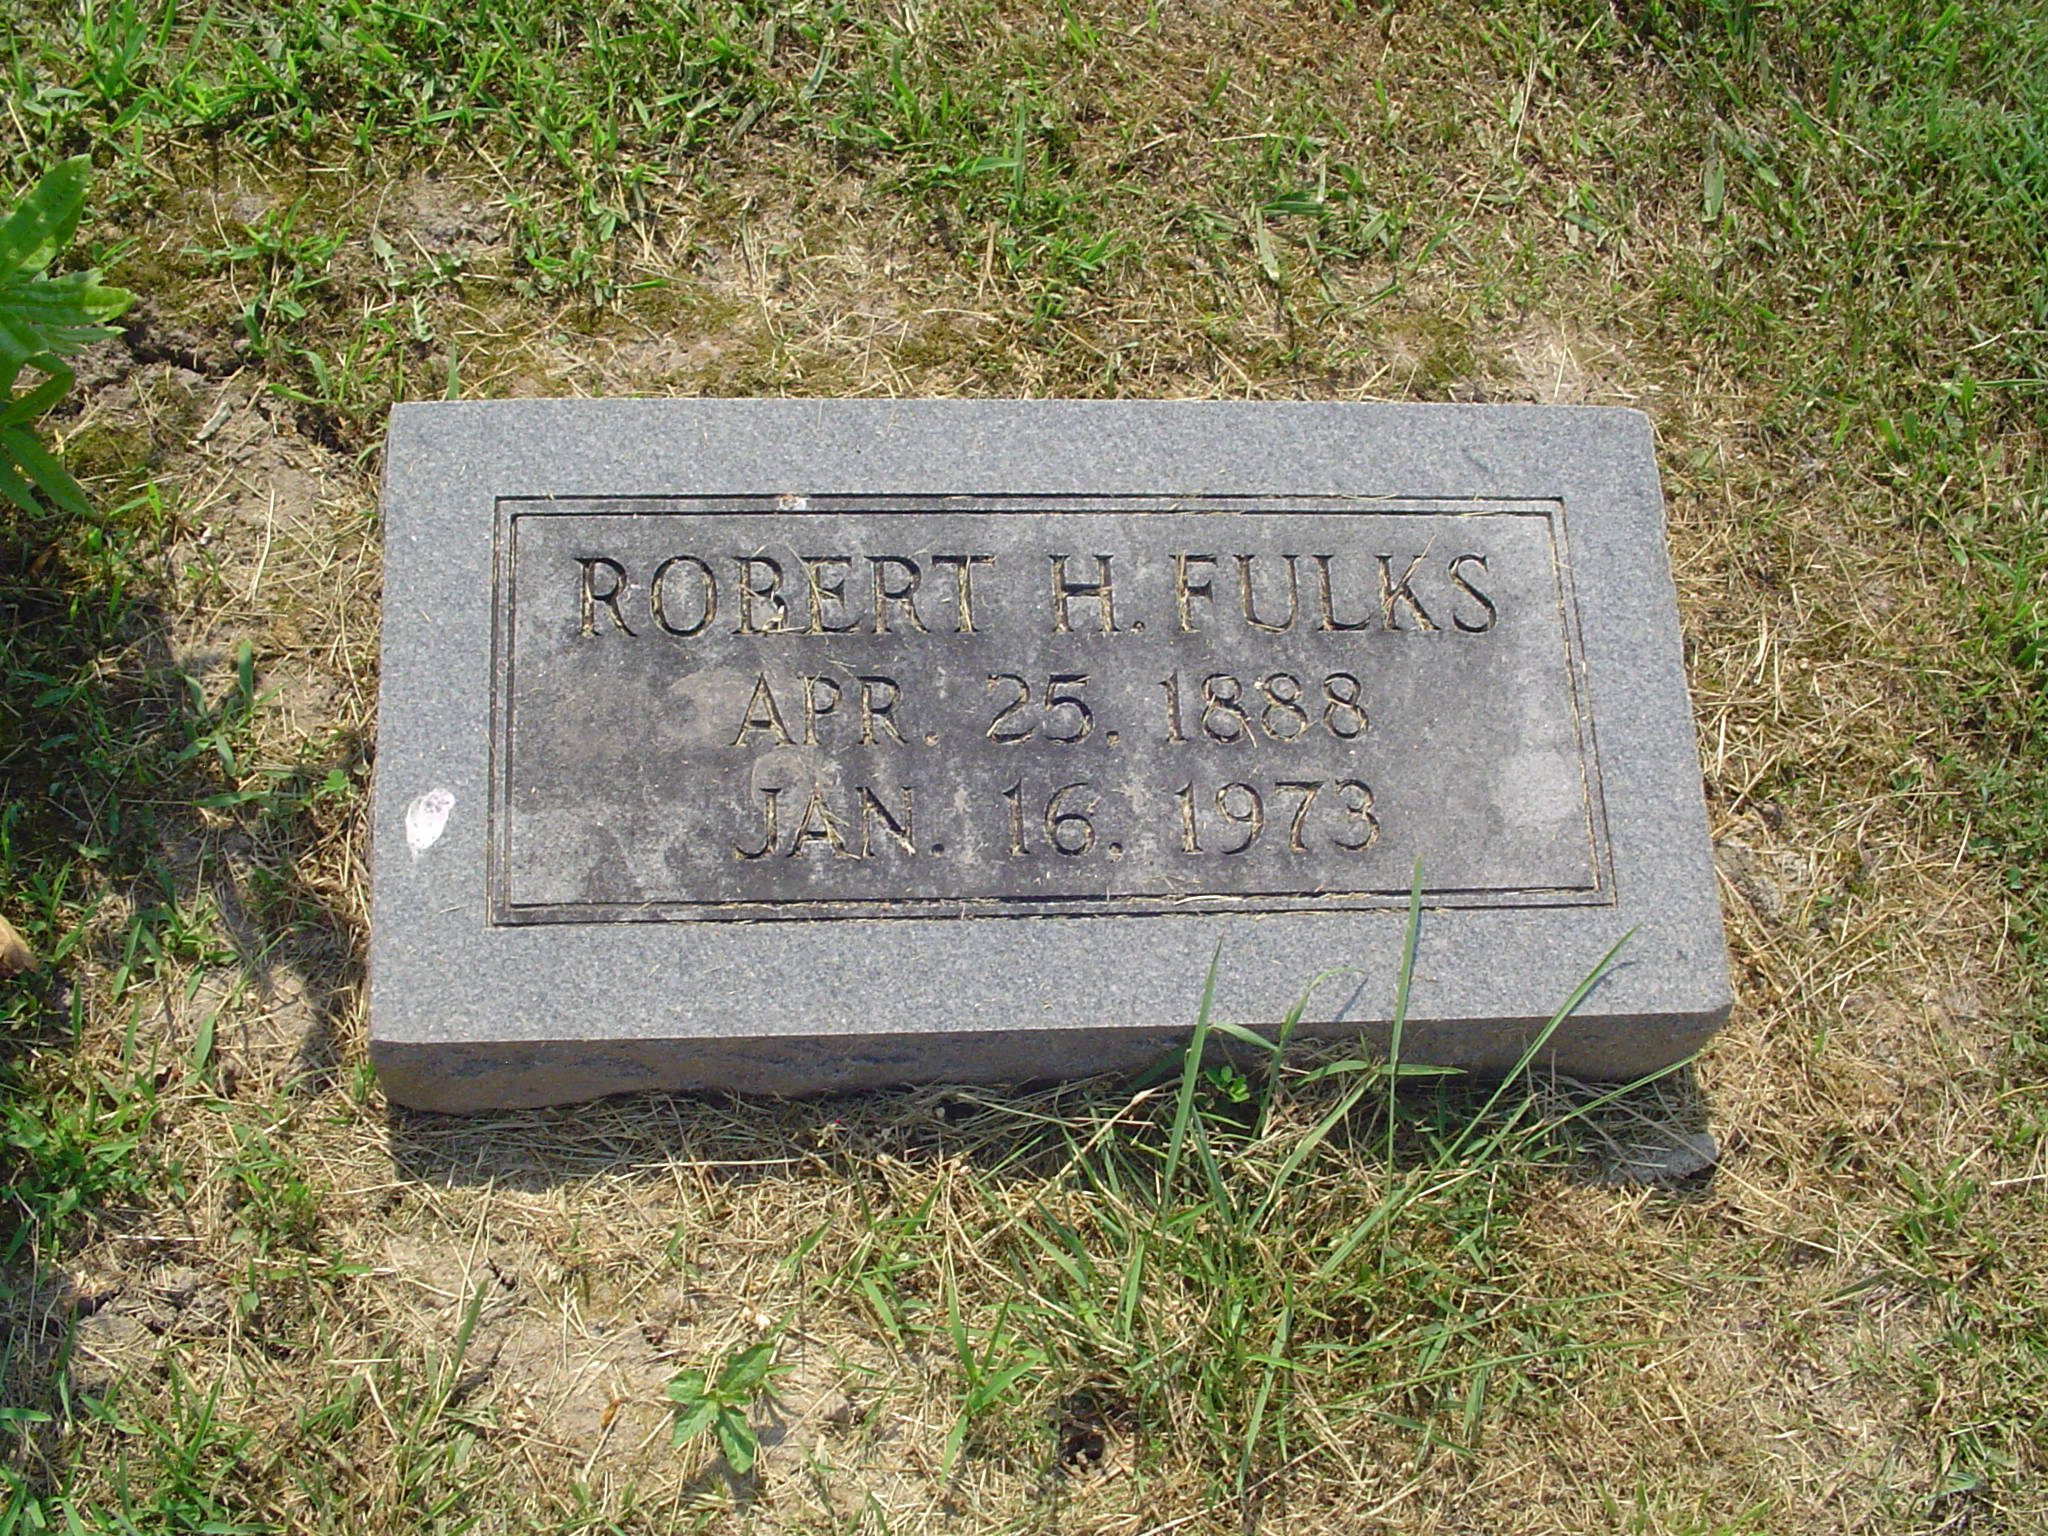 ROBERT H. FULKS
APR. 25. 1888
JAN. 16. 1973